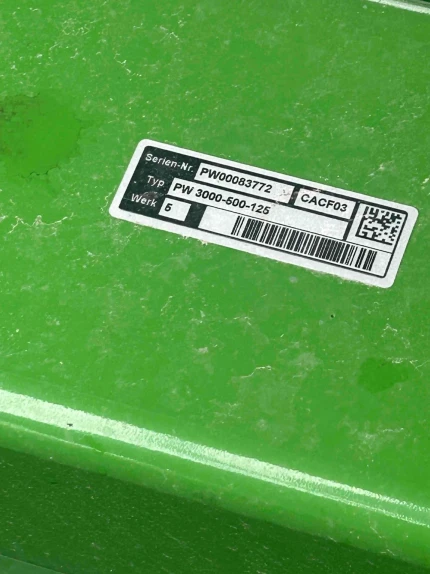 Serien-Nr. PW00083772 CACF03
Typ PW 3000-500-125
Werk 5